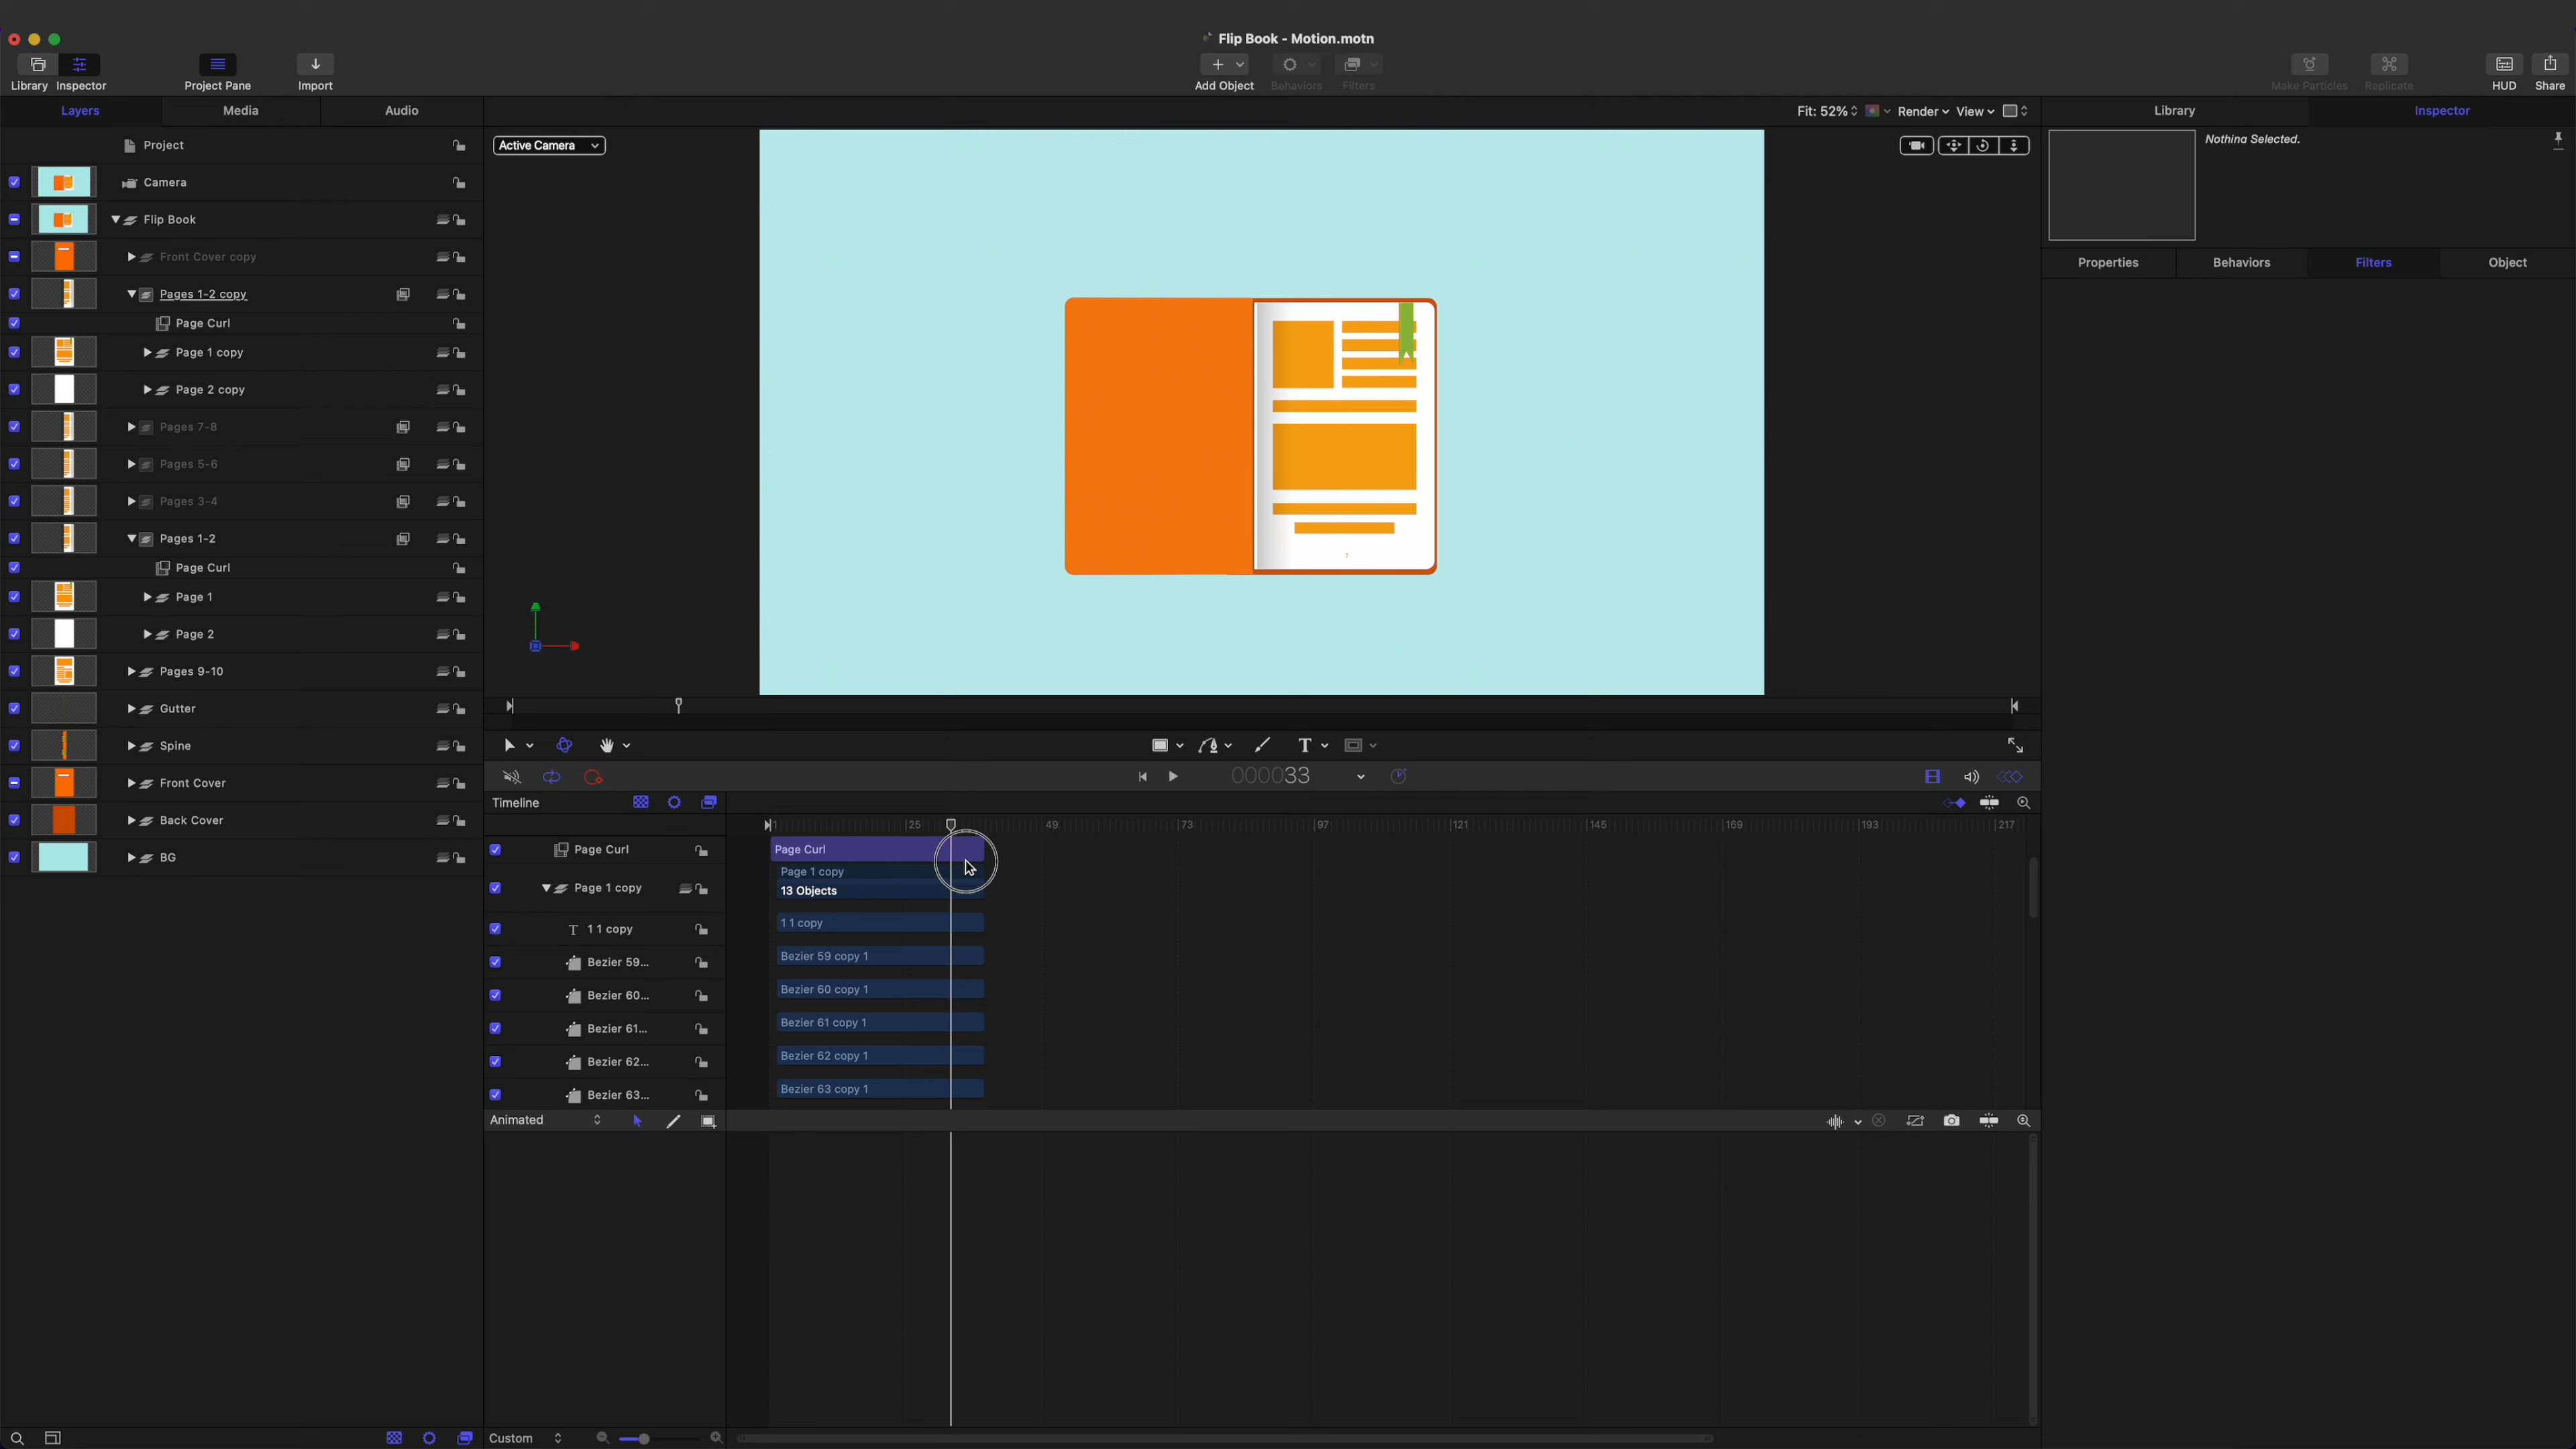 Flip Book - Motion.motn
Library Inspector Project Pane Import Add Object Behaviors Filters Make Particles Replicate HUD Share
Layers Media Audio
Fit: 52% Render View
Library Inspector
Active Camera
Nothing Selected.
Properties Behaviors Filters Object
Project
Camera
Flip Book
Front Cover copy
Pages 1-2 copy
Page Curl
Page 1 copy
Page 2 copy
Pages 7-8
Pages 5-6
Pages 3-4
Pages 1-2
Page Curl
Page 1
Page 2
Pages 9-10
Gutter
Spine
Front Cover
Back Cover
BG
1
T
000033
Timeline
1 25 49 73 97 121 145 169 193 217
Page Curl Page Curl
Page 1 copy Page 1 copy
13 Objects
T 1 1 copy 1 1 copy
Bezier 59... Bezier 59 copy 1
Bezier 60... Bezier 60 copy 1
Bezier 61... Bezier 61 copy 1
Bezier 62... Bezier 62 copy 1
Bezier 63... Bezier 63 copy 1
Animated
Custom